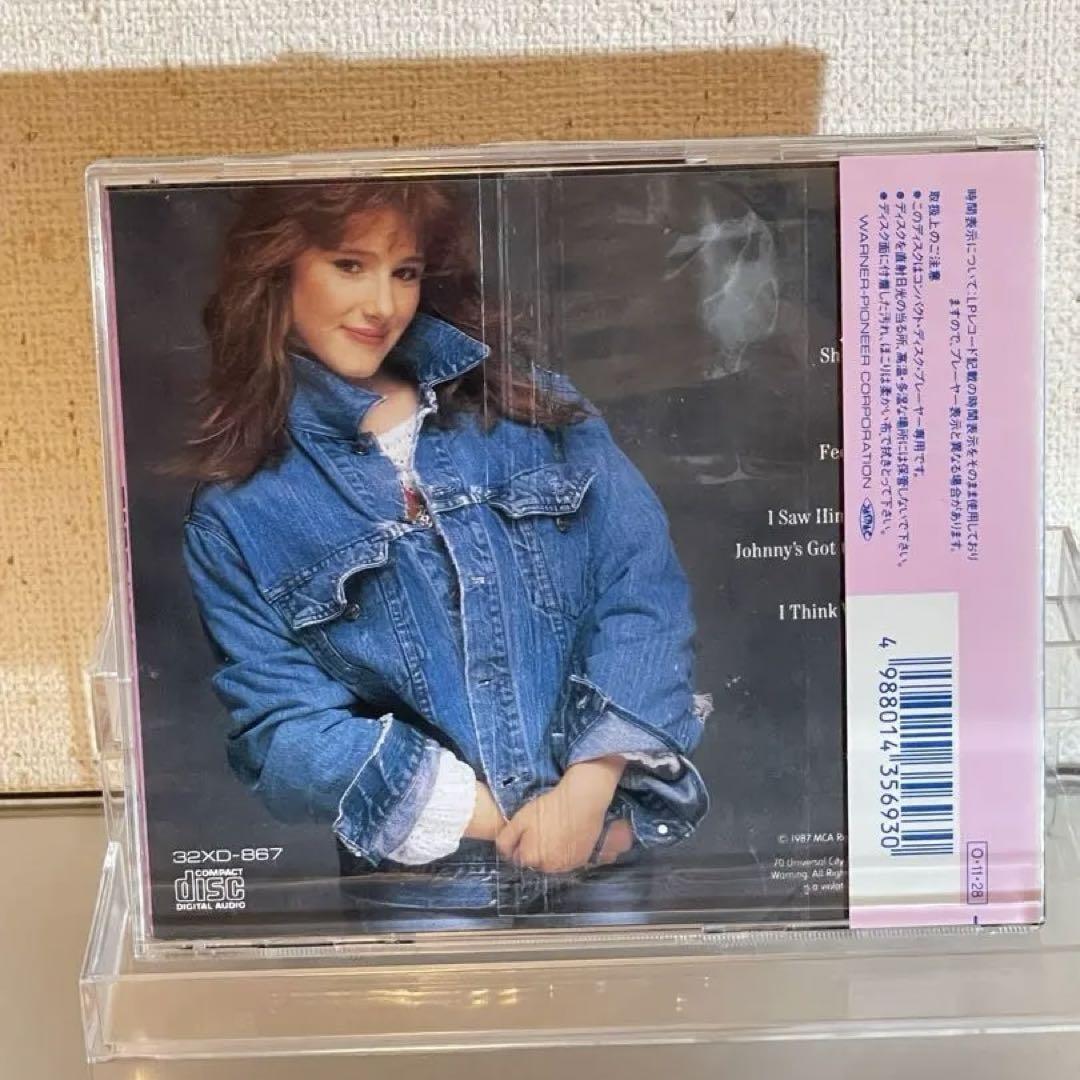 Sh
Fe
I Saw Him
Johnny's Got
I Think
© 1987 MCA R
70 Universal City
Warning. All Righ
is a violat
32XD-867
COMPACT
disc
DIGITAL AUDIO
時間表示について:LPレコード記載の時間表示をそのまま使用しており
ますので、プレーヤー表示と異なる場合があります。
取扱上のご注意
●このディスクはコンパクト・ディスク・プレーヤー専用です。
●ディスクを直射日光の当る所、高温・多湿な場所には保管しないで下さい。
●ディスク面に付着した汚れ、ほこりは柔かい布で拭きとって下さい。
WARNER-PIONEER CORPORATION
4 988014 356930
O・11・28